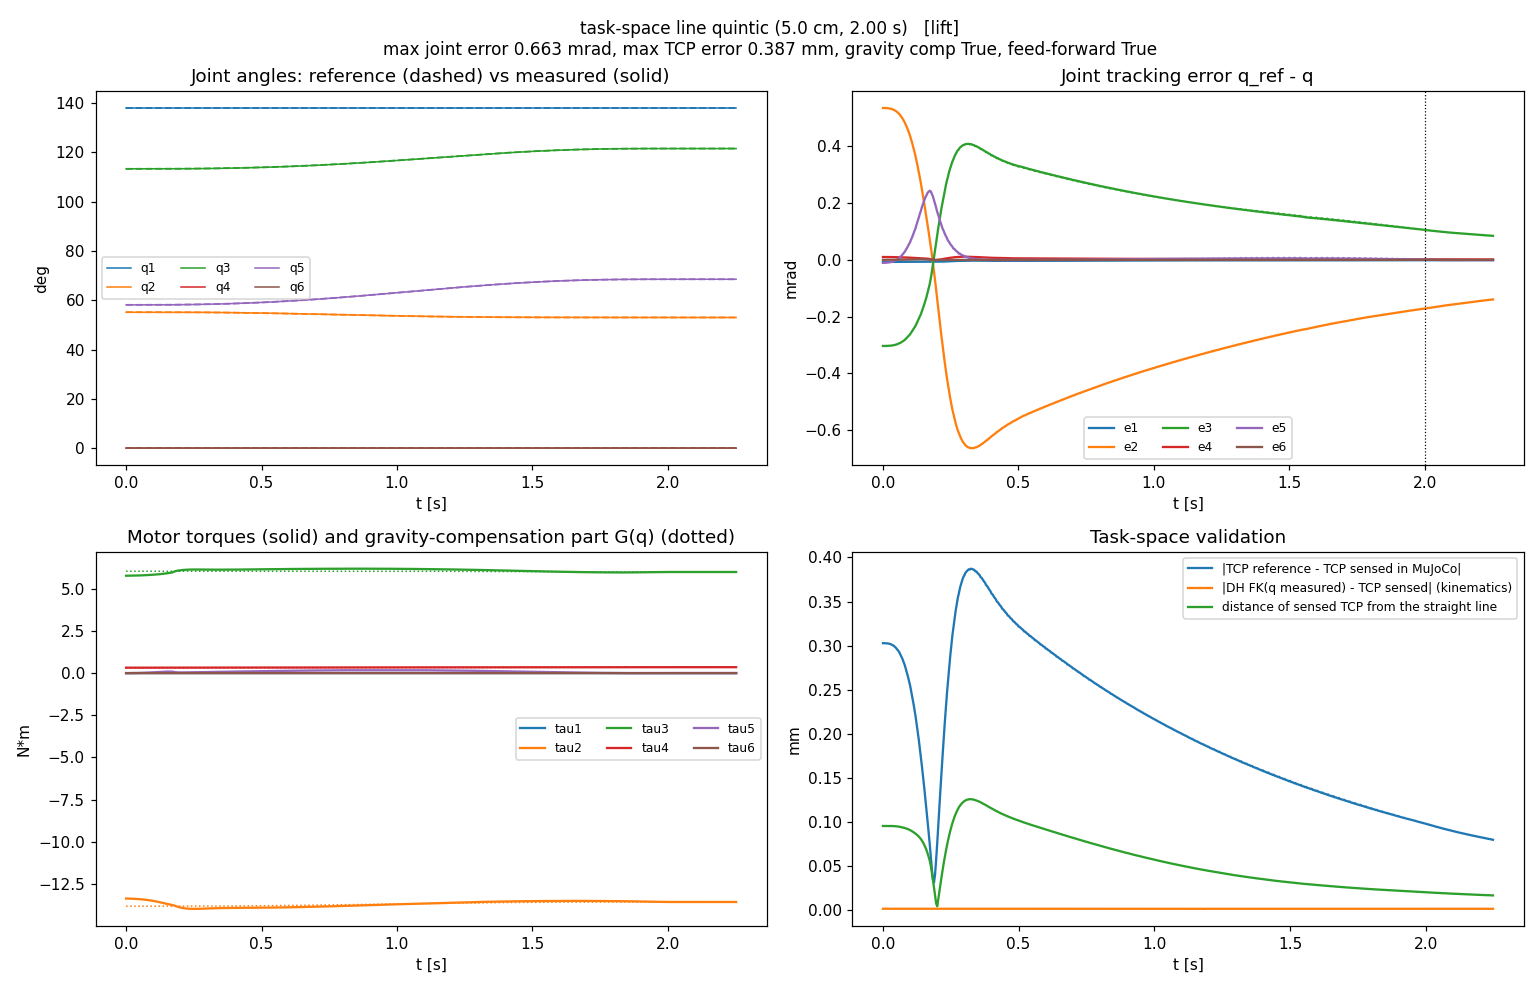 task-space line quintic (5.0 cm, 2.00 s)   [lift]
max joint error 0.663 mrad, max TCP error 0.387 mm, gravity comp True, feed-forward True
Joint angles: reference (dashed) vs measured (solid)
140
120
100
80
60
40
20
0
deg
q1 q3 q5
q2 q4 q6
0.0 0.5 1.0 1.5 2.0
t [s]
Joint tracking error q_ref - q
0.4
0.2
0.0
−0.2
−0.4
−0.6
mrad
e1 e3 e5
e2 e4 e6
0.0 0.5 1.0 1.5 2.0
t [s]
Motor torques (solid) and gravity-compensation part G(q) (dotted)
5.0
2.5
0.0
−2.5
−5.0
−7.5
−10.0
−12.5
N*m
tau1 tau3 tau5
tau2 tau4 tau6
0.0 0.5 1.0 1.5 2.0
t [s]
Task-space validation
0.40
0.35
0.30
0.25
0.20
0.15
0.10
0.05
0.00
mm
|TCP reference - TCP sensed in MuJoCo|
|DH FK(q measured) - TCP sensed| (kinematics)
distance of sensed TCP from the straight line
0.0 0.5 1.0 1.5 2.0
t [s]